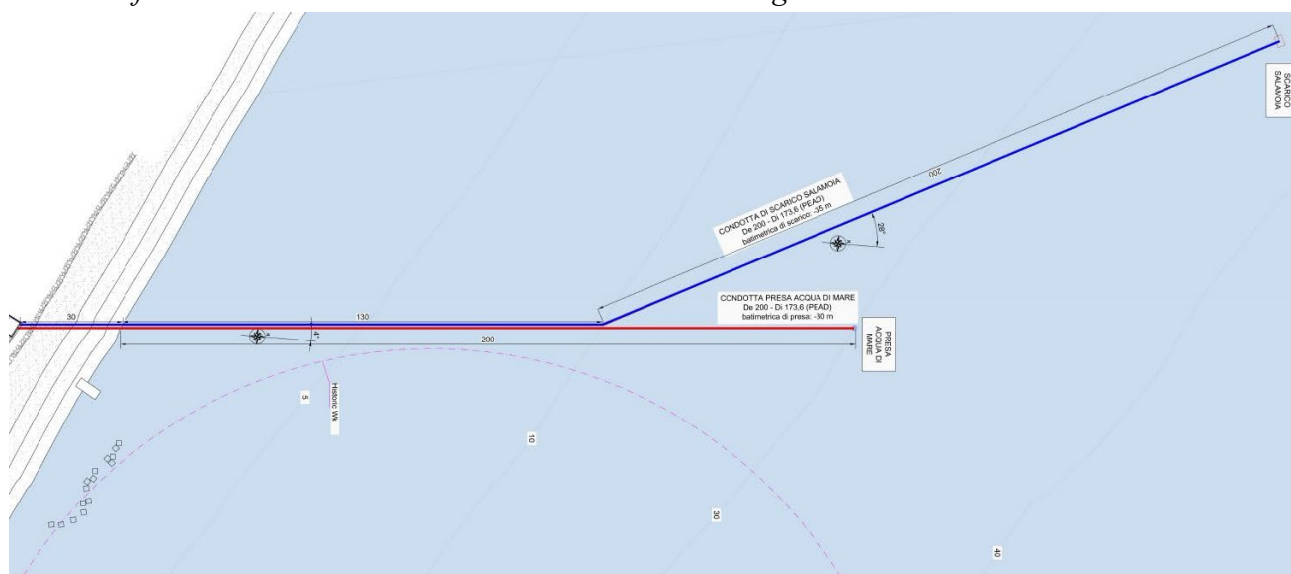 SCARICO
SALAMOIA
200
CONDOTTA DI SCARICO SALAMOIA
De 200 - Di 173,6 (PEAD)
batimetrica di scarico: -35 m
28°
N
CONDOTTA PRESA ACQUA DI MARE
De 200 - Di 173,6 (PEAD)
batimetrica di presa: -30 m
30
130
N
4°
200
PRESA
ACQUA DI
MARE
Historic Wk
5
10
30
40